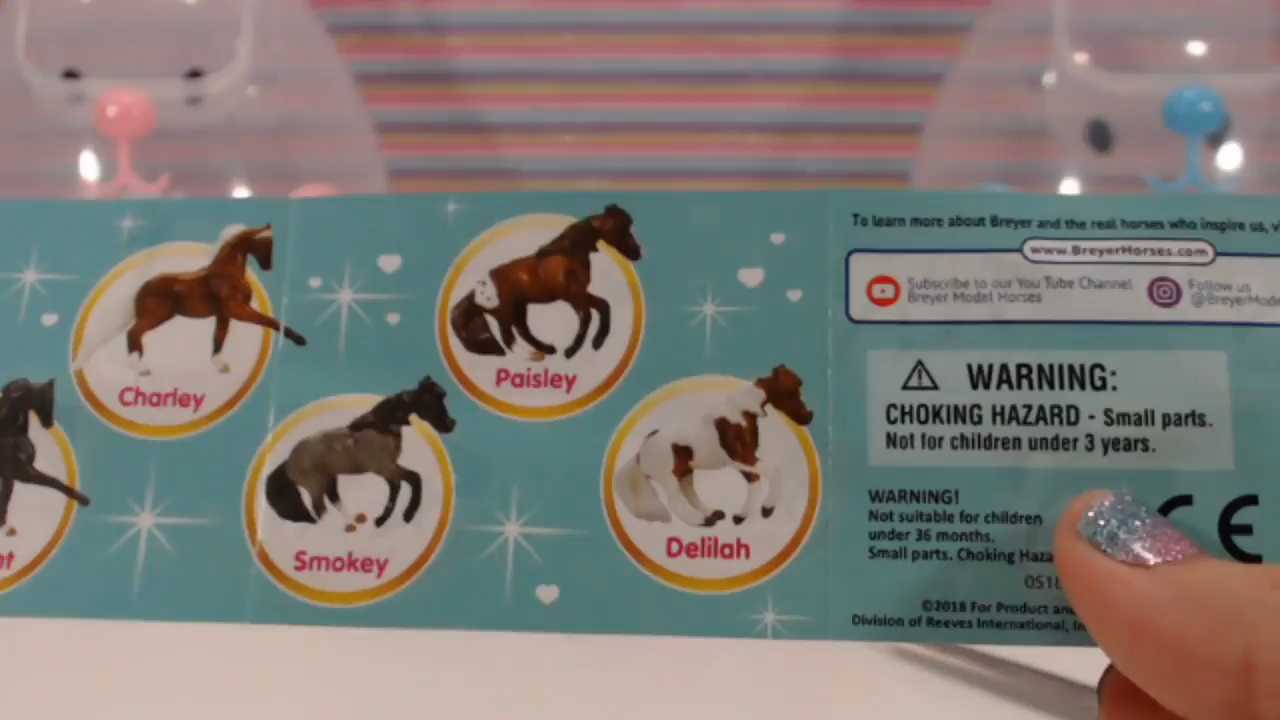 Charley
Smokey
Paisley
Delilah
To learn more about Breyer and the real horses who inspire us,
www.BreyerHorses.com
Subscribe to our You Tube Channel
Breyer Model Horses
Follow us
WARNING:
CHOKING HAZARD - Small parts.
Not for children under 3 years.
WARNING!
Not suitable for children
under 36 months.
Small parts. Choking
CE
©2018 For Product
Division of Reeves International,